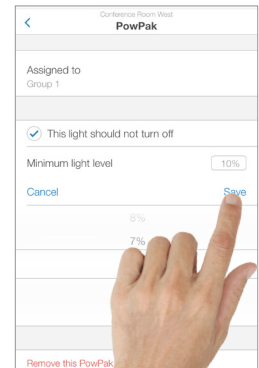 Conference Room West
PowPak
Assigned to
Group 1
This light should not turn off
Minimum light level 10%
Cancel Save
6%
7%
Remove this PowPak